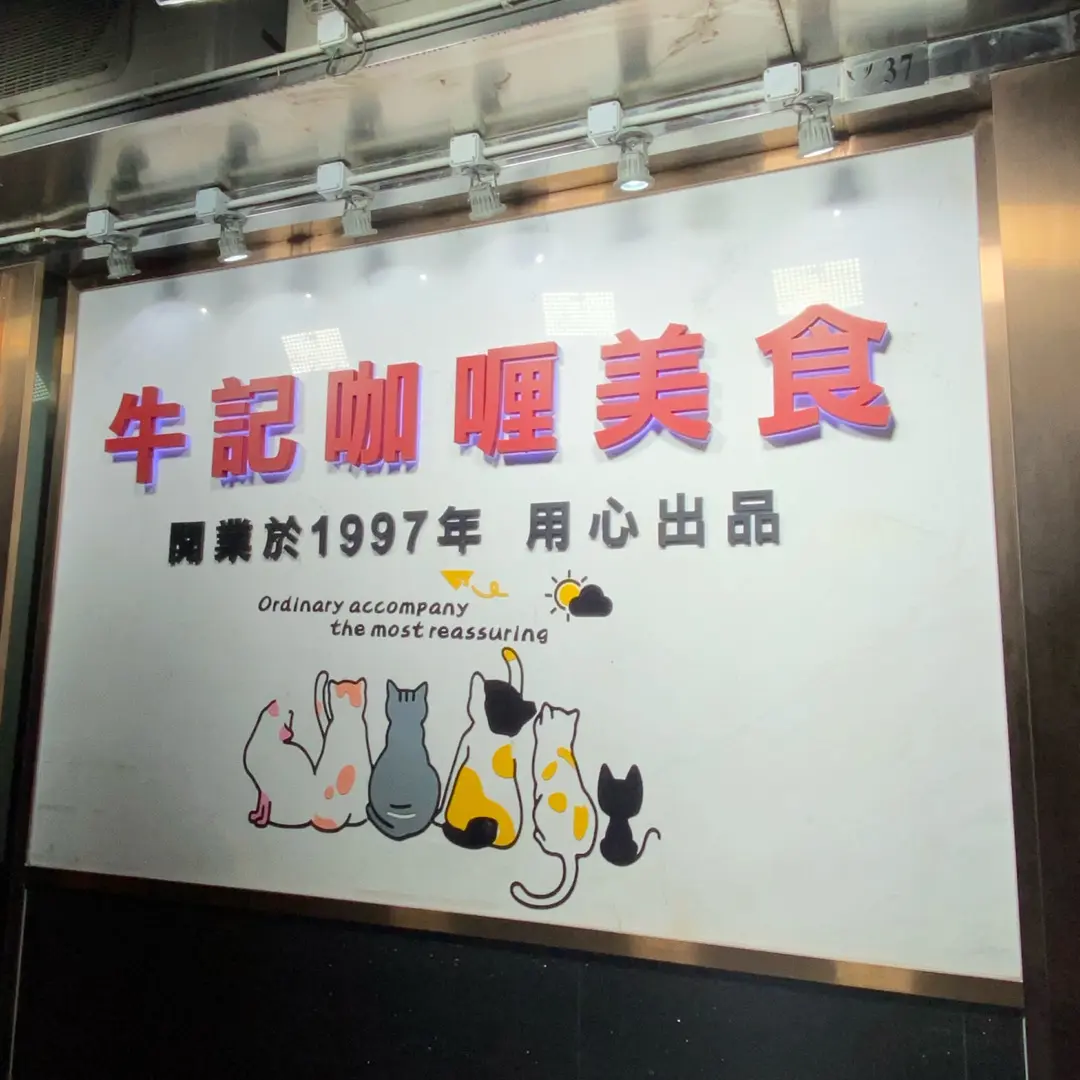 37
牛記咖喱美食
開業於1997年 用心出品
Ordinary accompany
the most reassuring